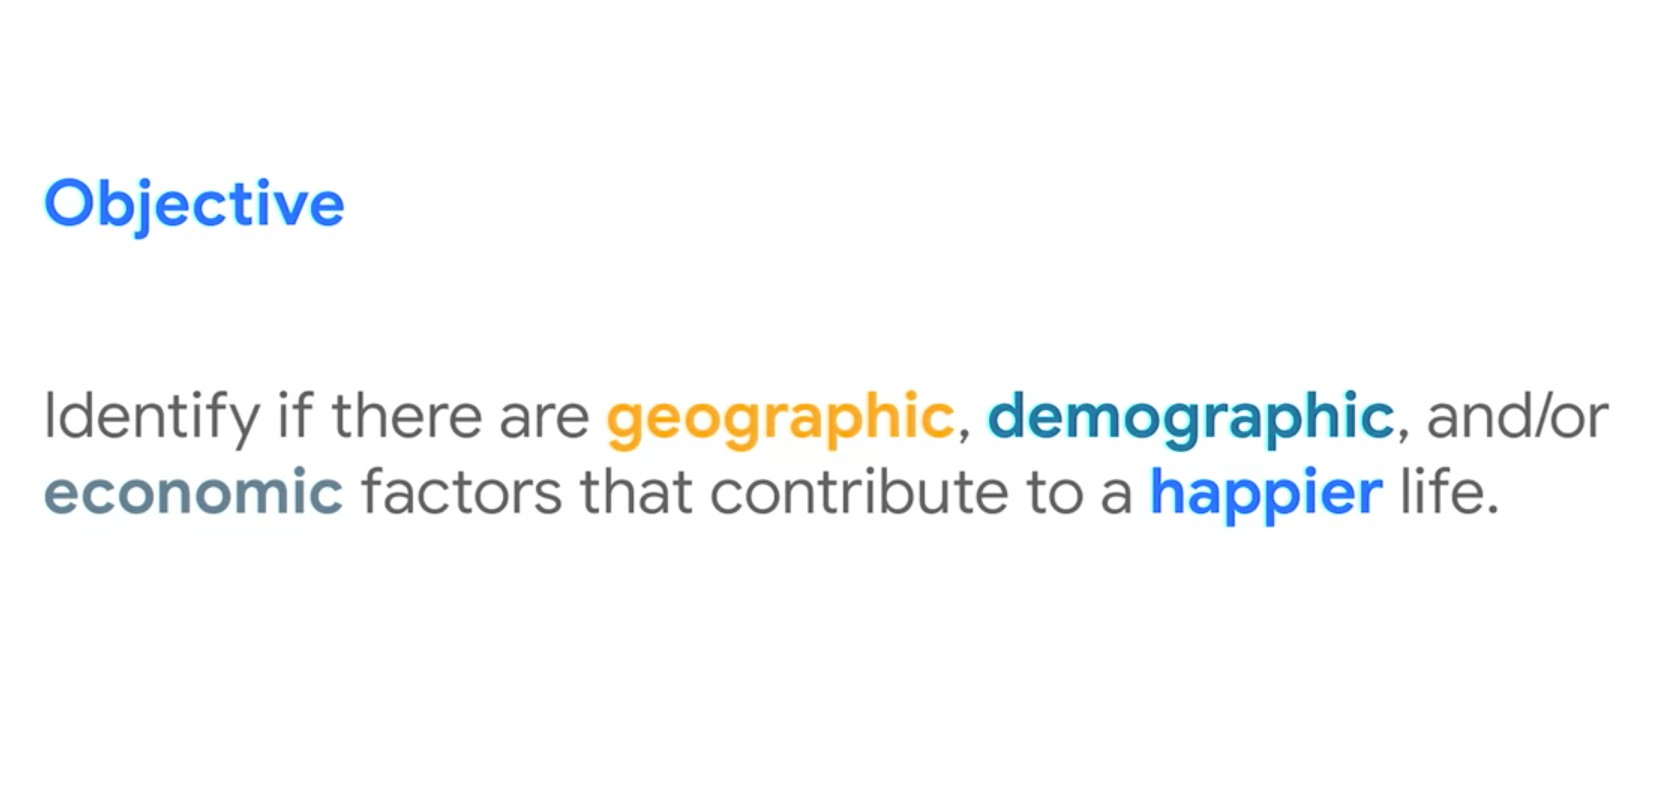 Objective
Identify if there are geographic, demographic, and/or
economic factors that contribute to a happier life.